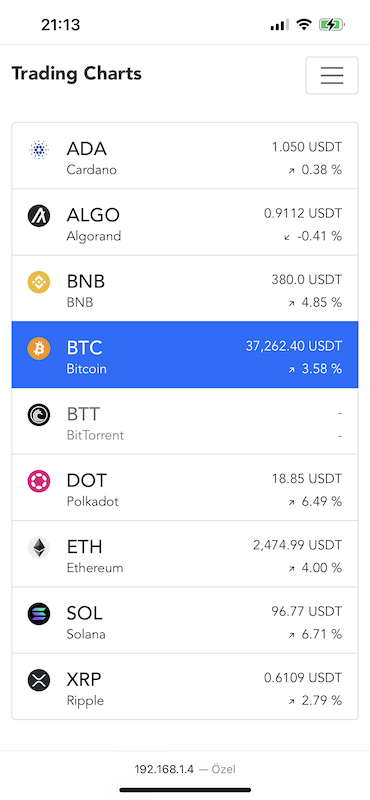 21:13
Trading Charts
ADA
1.050 USDT
Cardano
↗ 0.38 %
ALGO
0.9112 USDT
Algorand
↙ -0.41 %
BNB
380.0 USDT
BNB
↗ 4.85 %
BTC
37,262.40 USDT
Bitcoin
↗ 3.58 %
BTT
-
BitTorrent
-
DOT
18.85 USDT
Polkadot
↗ 6.49 %
ETH
2,474.99 USDT
Ethereum
↗ 4.00 %
SOL
96.77 USDT
Solana
↗ 6.71 %
XRP
0.6109 USDT
Ripple
↗ 2.79 %
192.168.1.4 — Özel